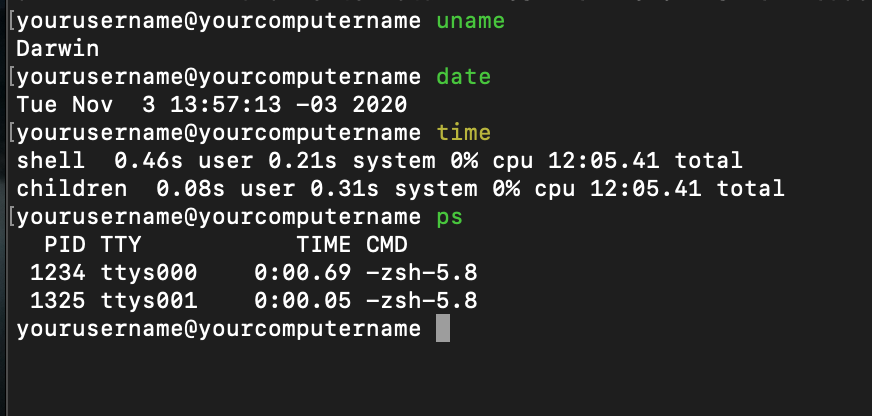 [yourusername@yourcomputername uname
Darwin
[yourusername@yourcomputername date
Tue Nov  3 13:57:13 -03 2020
[yourusername@yourcomputername time
shell  0.46s user 0.21s system 0% cpu 12:05.41 total
children  0.08s user 0.31s system 0% cpu 12:05.41 total
[yourusername@yourcomputername ps
  PID TTY           TIME CMD
 1234 ttys000    0:00.69 -zsh-5.8
 1325 ttys001    0:00.05 -zsh-5.8
yourusername@yourcomputername